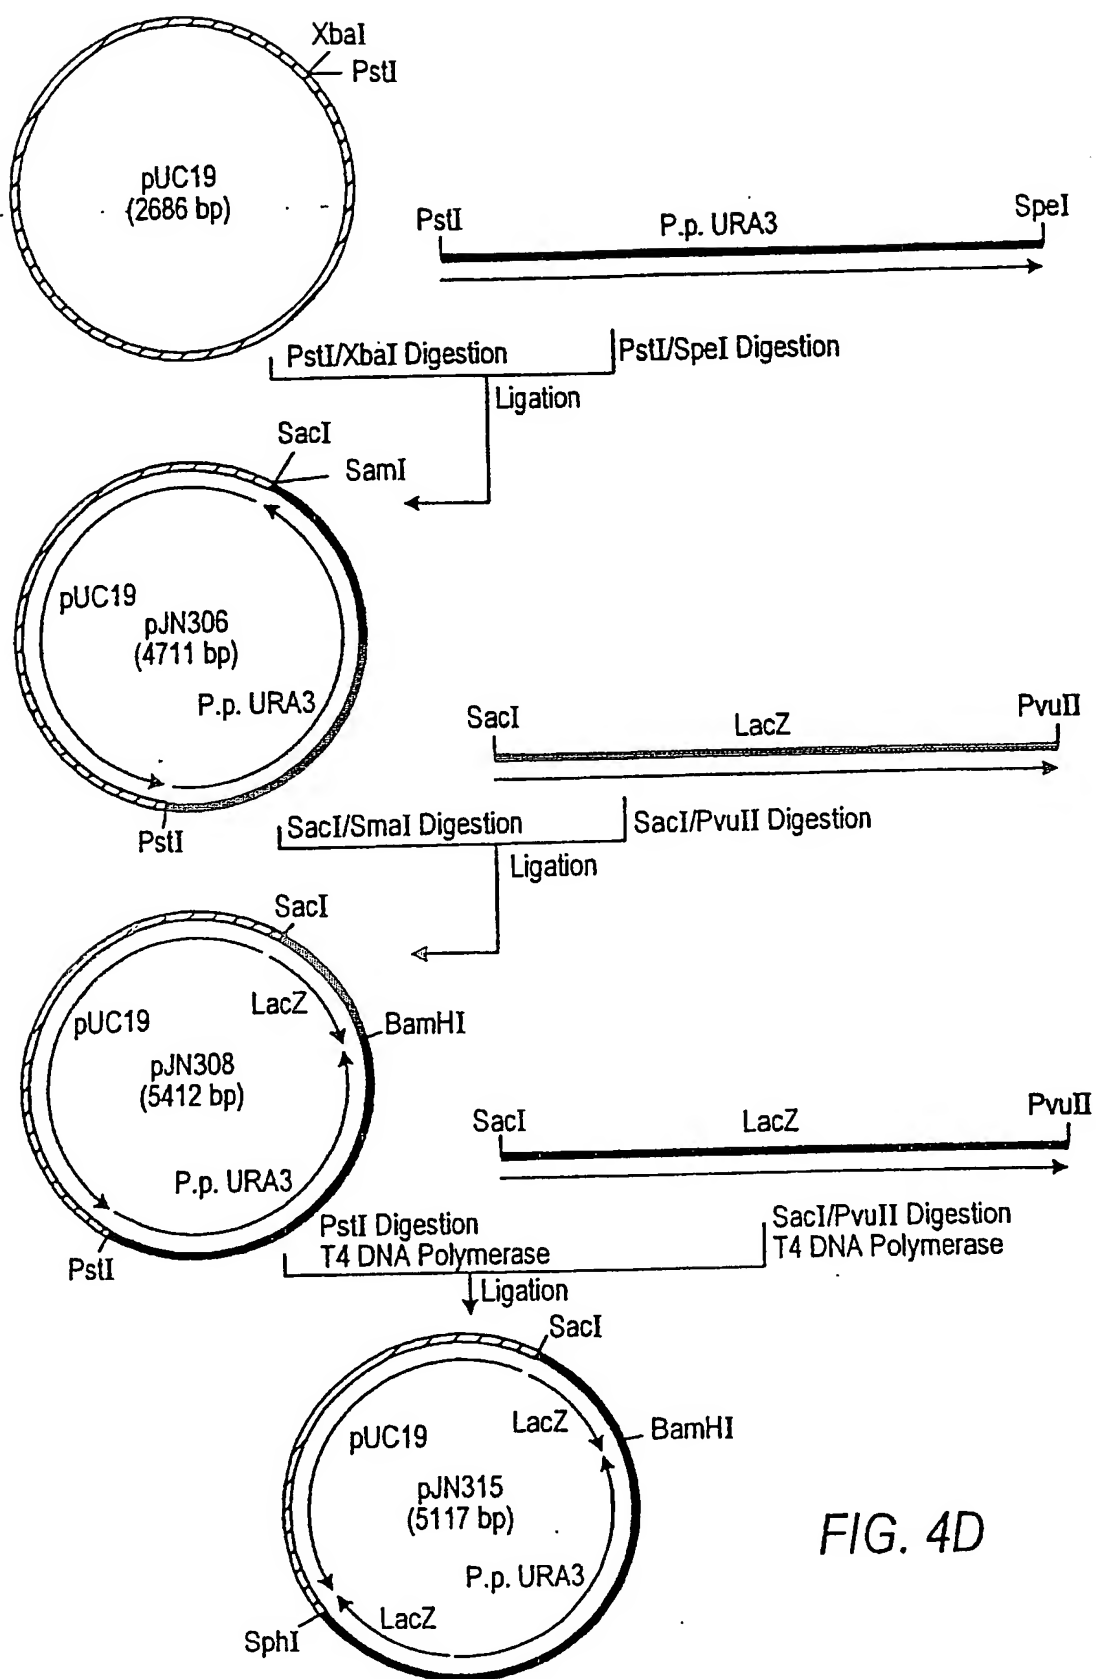 XbaI
PstI
pUC19
(2686 bp)
PstI
P.p. URA3
SpeI
PstI/XbaI Digestion
PstI/SpeI Digestion
Ligation
SacI
SamI
pUC19
pJN306
(4711 bp)
P.p. URA3
PstI
SacI
LacZ
PvuII
SacI/SmaI Digestion
SacI/PvuII Digestion
Ligation
SacI
LacZ
pUC19
BamHI
pJN308
(5412 bp)
P.p. URA3
PstI
SacI
LacZ
PvuII
PstI Digestion
T4 DNA Polymerase
SacI/PvuII Digestion
T4 DNA Polymerase
Ligation
SacI
LacZ
BamHI
pUC19
pJN315
(5117 bp)
P.p. URA3
LacZ
SphI
FIG. 4D